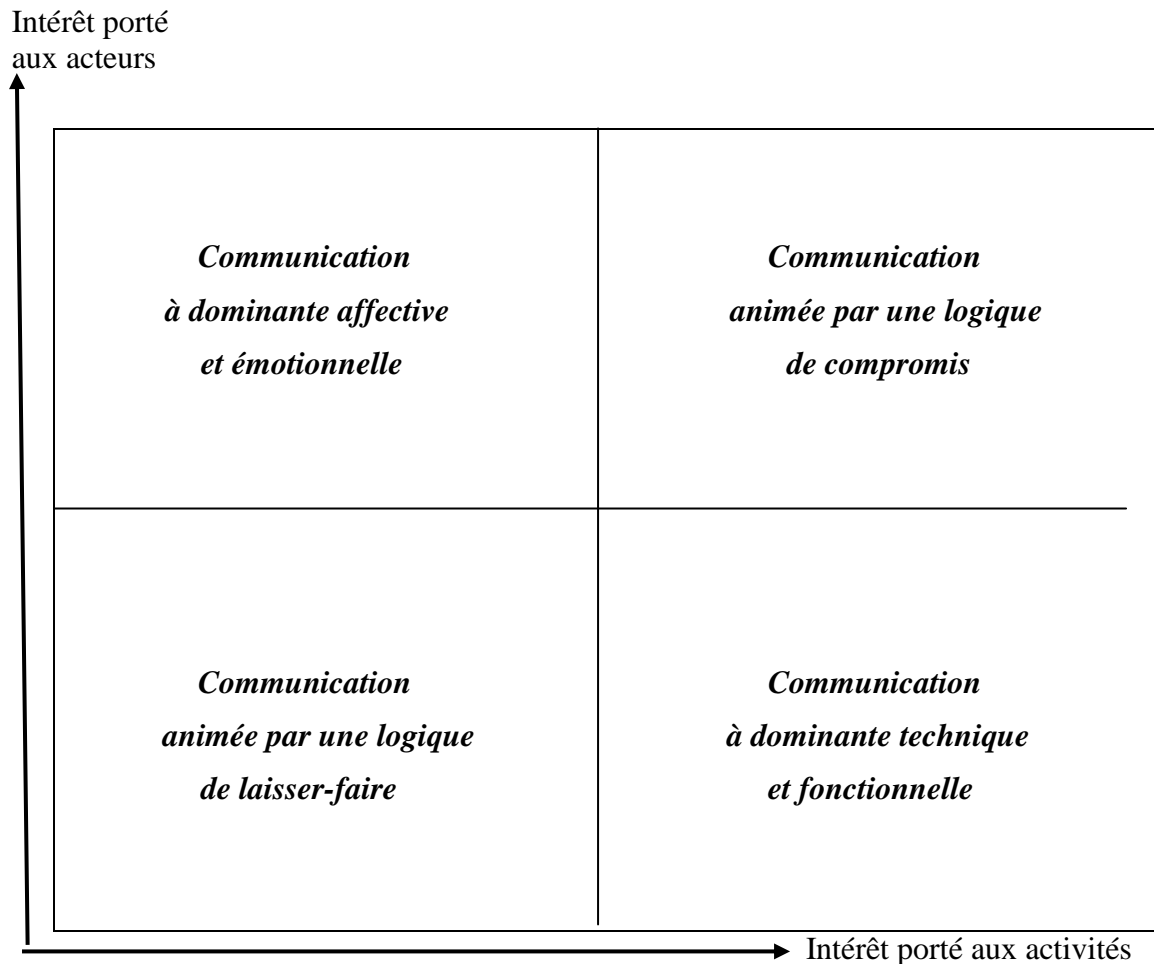 Intérêt porté
aux acteurs
Communication
à dominante affective
et émotionnelle
Communication
animée par une logique
de compromis
Communication
animée par une logique
de laisser-faire
Communication
à dominante technique
et fonctionnelle
Intérêt porté aux activités